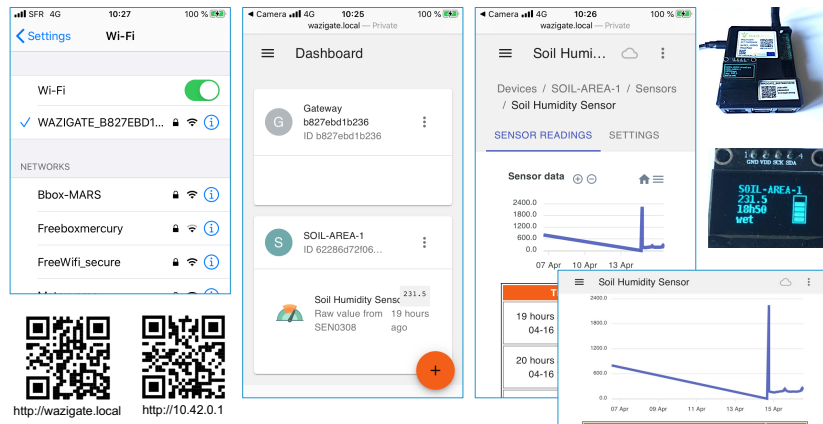 SFR 4G 10:27 100 %
Settings Wi-Fi
Wi-Fi
WAZIGATE_B827EBD1...
NETWORKS
Bbox-MARS
Freeboxmercury
FreeWifi_secure
http://wazigate.local
http://10.42.0.1
Camera 4G 10:25 100 %
wazigate.local — Private
Dashboard
G
Gateway
b827ebd1b236
ID b827ebd1b236
S
SOIL-AREA-1
ID 62286d72f06...
Soil Humidity Senso
231.5
Raw value from
SEN0308
19 hours
ago
+
Camera 4G 10:26 100 %
wazigate.local — Private
Soil Humi...
Devices / SOIL-AREA-1 / Sensors
/ Soil Humidity Sensor
SENSOR READINGS SETTINGS
Sensor data
2400.0
1800.0
1200.0
600.0
0.0
07 Apr 10 Apr 13 Apr
T
19 hours
04-16
20 hours
04-16
GND VDD SCK SDA
SOIL-AREA-1
231.5
18h50
wet
Soil Humidity Sensor
2400.0
1800.0
1200.0
600.0
0.0
07 Apr 09 Apr 11 Apr 13 Apr 15 Apr